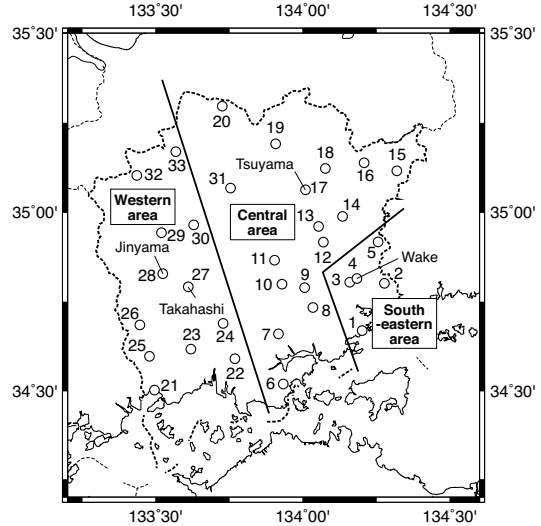 133˚30' 134˚00' 134˚30'
35˚30' 35˚30'
20
19
18 15
33 Tsuyama 16
32
31 17
Western area
Central area
13 14
35˚00' 35˚00'
29 30 5
12
Jinyama 11 4 Wake
28 27 9 3 2
10
Takahashi
26 8 South
-eastern
area
23 24 7 1
25
22
6
21
34˚30' 34˚30'
133˚30' 134˚00' 134˚30'